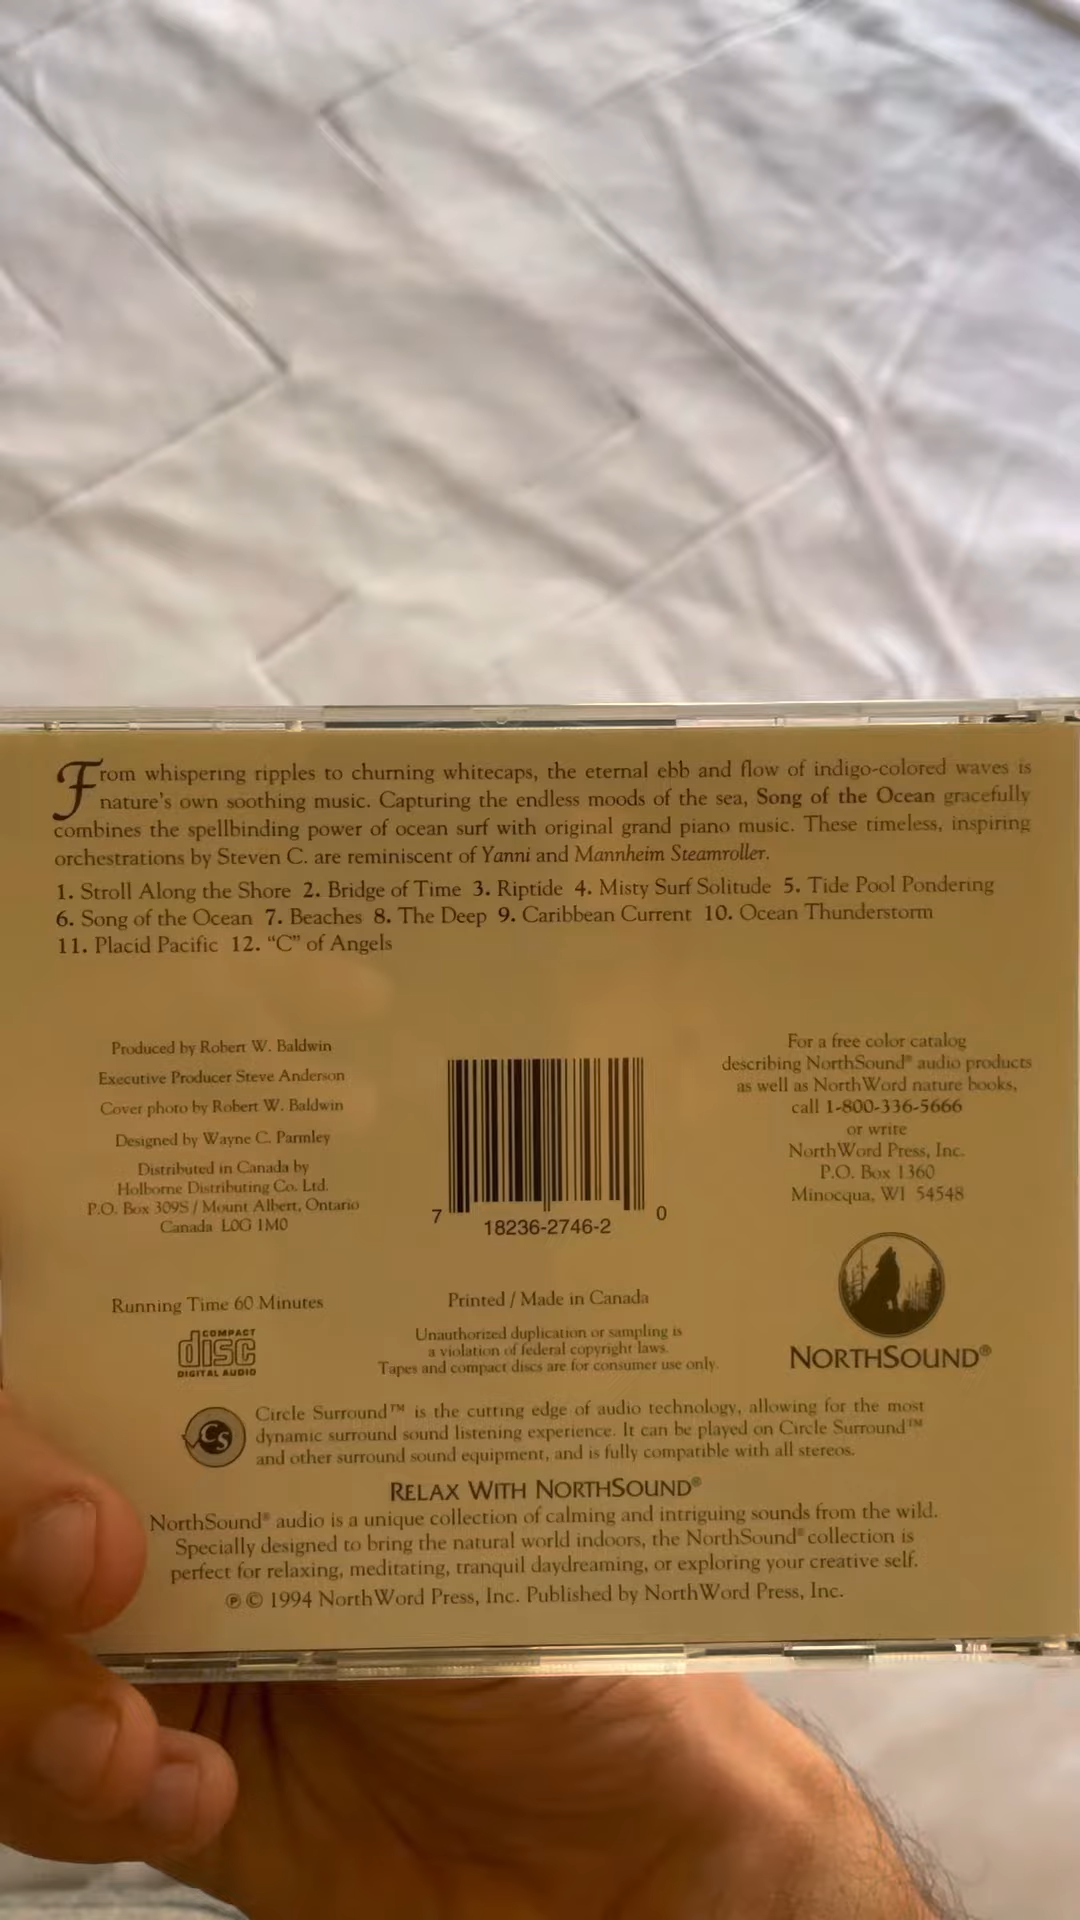 From whispering ripples to churning whitecaps, the eternal ebb and flow of indigo-colored waves is
nature's own soothing music. Capturing the endless moods of the sea, Song of the Ocean gracefully
combines the spellbinding power of ocean surf with original grand piano music. These timeless, inspiring
orchestrations by Steven C. are reminiscent of Yanni and Mannheim Steamroller.
1. Stroll Along the Shore 2. Bridge of Time 3. Riptide 4. Misty Surf Solitude 5. Tide Pool Pondering
6. Song of the Ocean 7. Beaches 8. The Deep 9. Caribbean Current 10. Ocean Thunderstorm
11. Placid Pacific 12. “C” of Angels
Produced by Robert W. Baldwin
Executive Producer Steve Anderson
Cover photo by Robert W. Baldwin
Designed by Wayne C. Parmley
Distributed in Canada by
Holborne Distributing Co. Ltd.
P.O. Box 309S / Mount Albert, Ontario
Canada L0G 1M0
7 18236-2746-2 0
For a free color catalog
describing NorthSound® audio products
as well as NorthWord nature books,
call 1-800-336-5666
or write
NorthWord Press, Inc.
P.O. Box 1360
Minocqua, WI 54548
Running Time 60 Minutes
COMPACT
disc
DIGITAL AUDIO
Printed / Made in Canada
Unauthorized duplication or sampling is
a violation of federal copyright laws.
Tapes and compact discs are for consumer use only.
NORTHSOUND®
CS
Circle Surround™ is the cutting edge of audio technology, allowing for the most
dynamic surround sound listening experience. It can be played on Circle Surround™
and other surround sound equipment, and is fully compatible with all stereos.
RELAX WITH NORTHSOUND®
NorthSound® audio is a unique collection of calming and intriguing sounds from the wild.
Specially designed to bring the natural world indoors, the NorthSound® collection is
perfect for relaxing, meditating, tranquil daydreaming, or exploring your creative self.
℗ © 1994 NorthWord Press, Inc. Published by NorthWord Press, Inc.